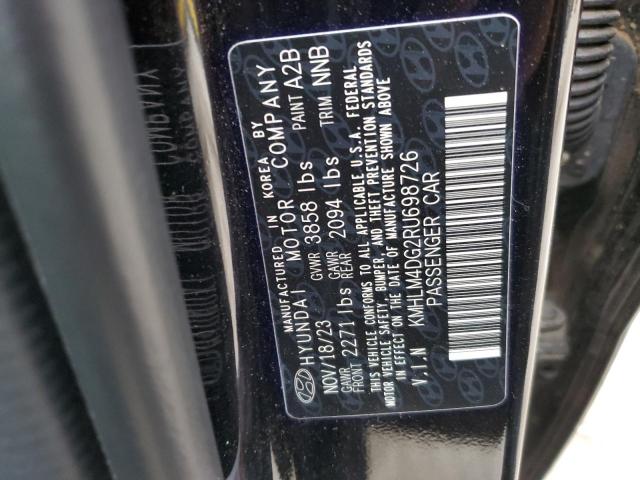 MANUFACTURED IN KOREA BY
HYUNDAI MOTOR COMPANY
NOV/18/23 GVWR 3858 lbs PAINT A2B
GAWR FRONT 2271 lbs GAWR REAR 2094 lbs TRIM NNB
THIS VEHICLE CONFORMS TO ALL APPLICABLE U.S.A. FEDERAL
MOTOR VEHICLE SAFETY, BUMPER, AND THEFT PREVENTION STANDARDS
IN EFFECT ON THE DATE OF MANUFACTURE SHOWN ABOVE
V.I.N KMHLM4DG2RU698726
PASSENGER CAR